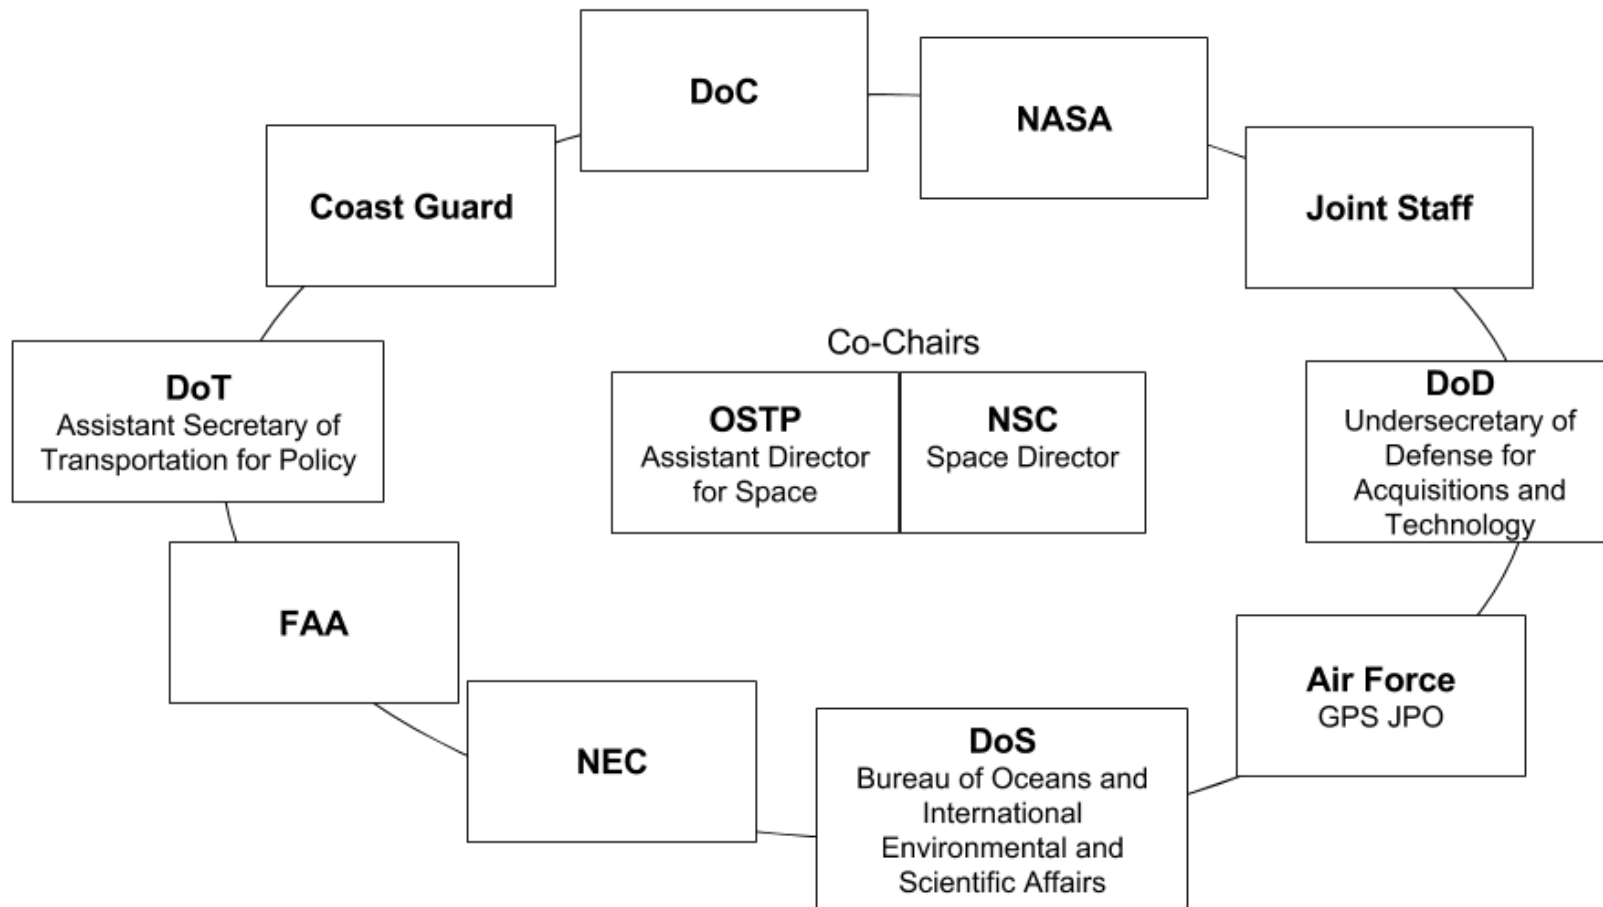 DoC
NASA
Coast Guard
Joint Staff
Co-Chairs
DoT
Assistant Secretary of
Transportation for Policy
OSTP
Assistant Director
for Space
NSC
Space Director
DoD
Undersecretary of
Defense for
Acquisitions and
Technology
FAA
Air Force
GPS JPO
NEC
DoS
Bureau of Oceans and
International
Environmental and
Scientific Affairs